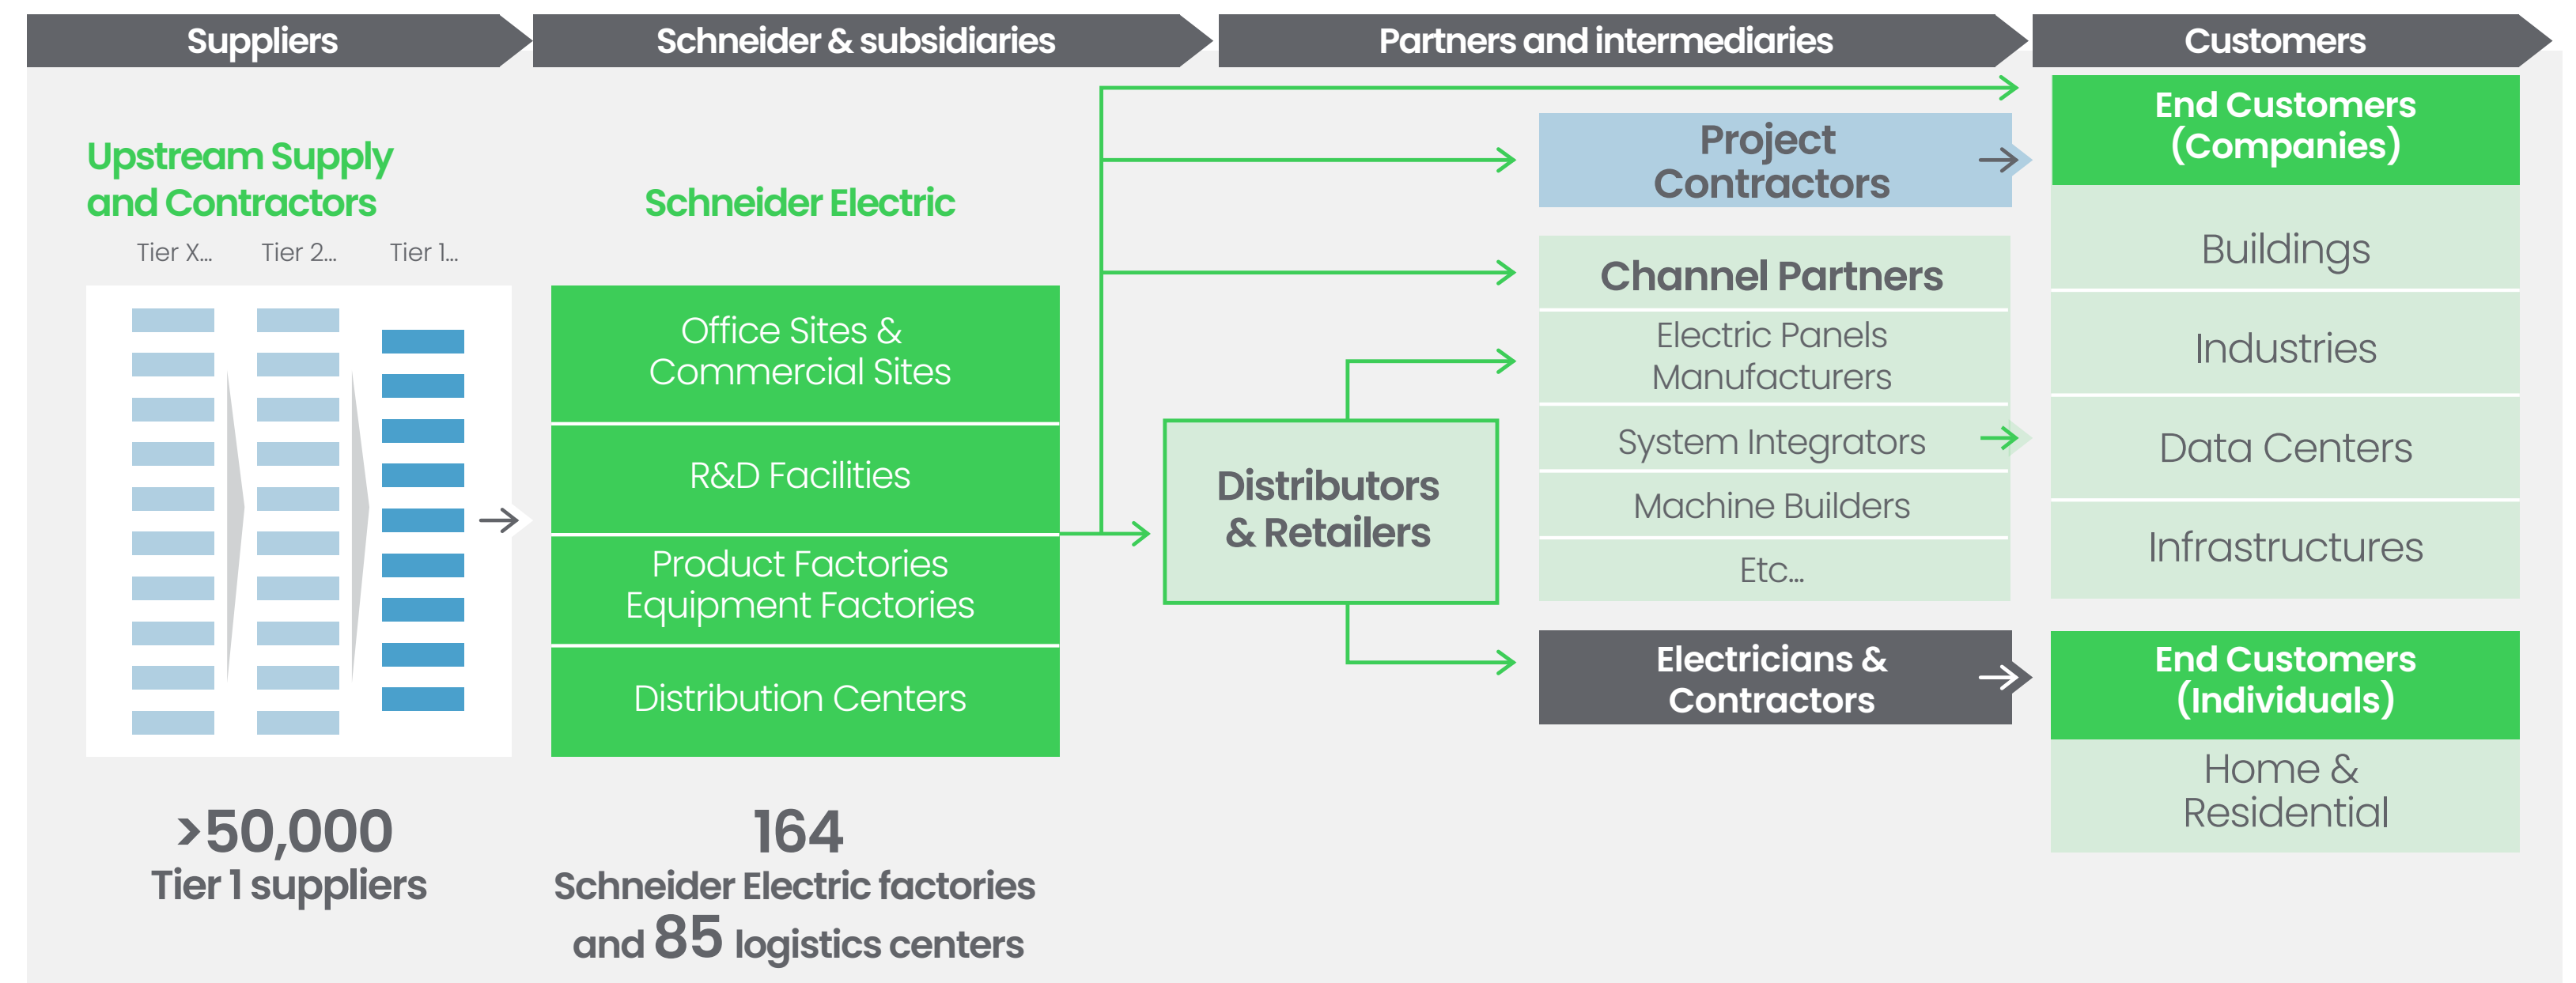 Suppliers
Schneider & subsidiaries
Partners and intermediaries
Customers
Upstream Supply
and Contractors
Tier X...
Tier 2...
Tier 1...
>50,000
Tier 1 suppliers
Schneider Electric
Office Sites &
Commercial Sites
R&D Facilities
Product Factories
Equipment Factories
Distribution Centers
164
Schneider Electric factories
and 85 logistics centers
Distributors
& Retailers
Project
Contractors
Channel Partners
Electric Panels
Manufacturers
System Integrators
Machine Builders
Etc...
Electricians &
Contractors
End Customers
(Companies)
Buildings
Industries
Data Centers
Infrastructures
End Customers
(Individuals)
Home &
Residential